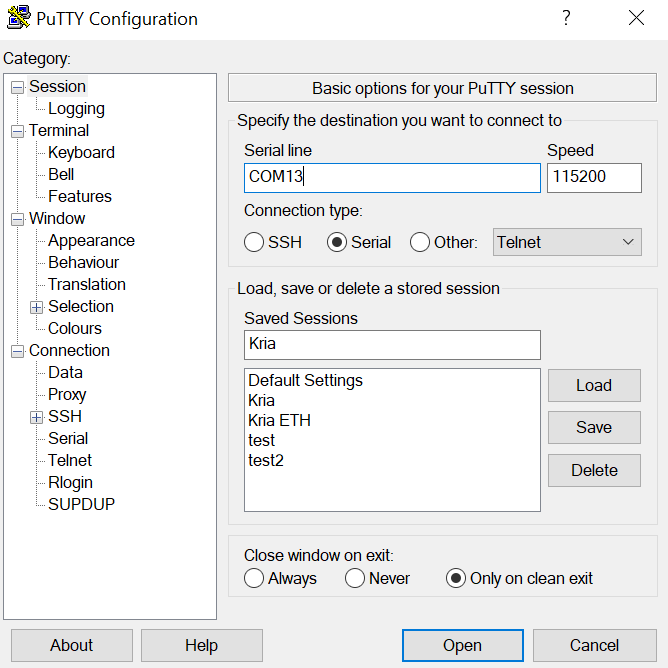 PuTTY Configuration
?
Category:
Session
Logging
Terminal
Keyboard
Bell
Features
Window
Appearance
Behaviour
Translation
Selection
Colours
Connection
Data
Proxy
SSH
Serial
Telnet
Rlogin
SUPDUP
Basic options for your PuTTY session
Specify the destination you want to connect to
Serial line Speed
COM13 115200
Connection type:
SSH Serial Other: Telnet
Load, save or delete a stored session
Saved Sessions
Kria
Default Settings
Kria
Kria ETH
test
test2
Load
Save
Delete
Close window on exit:
Always Never Only on clean exit
About Help Open Cancel